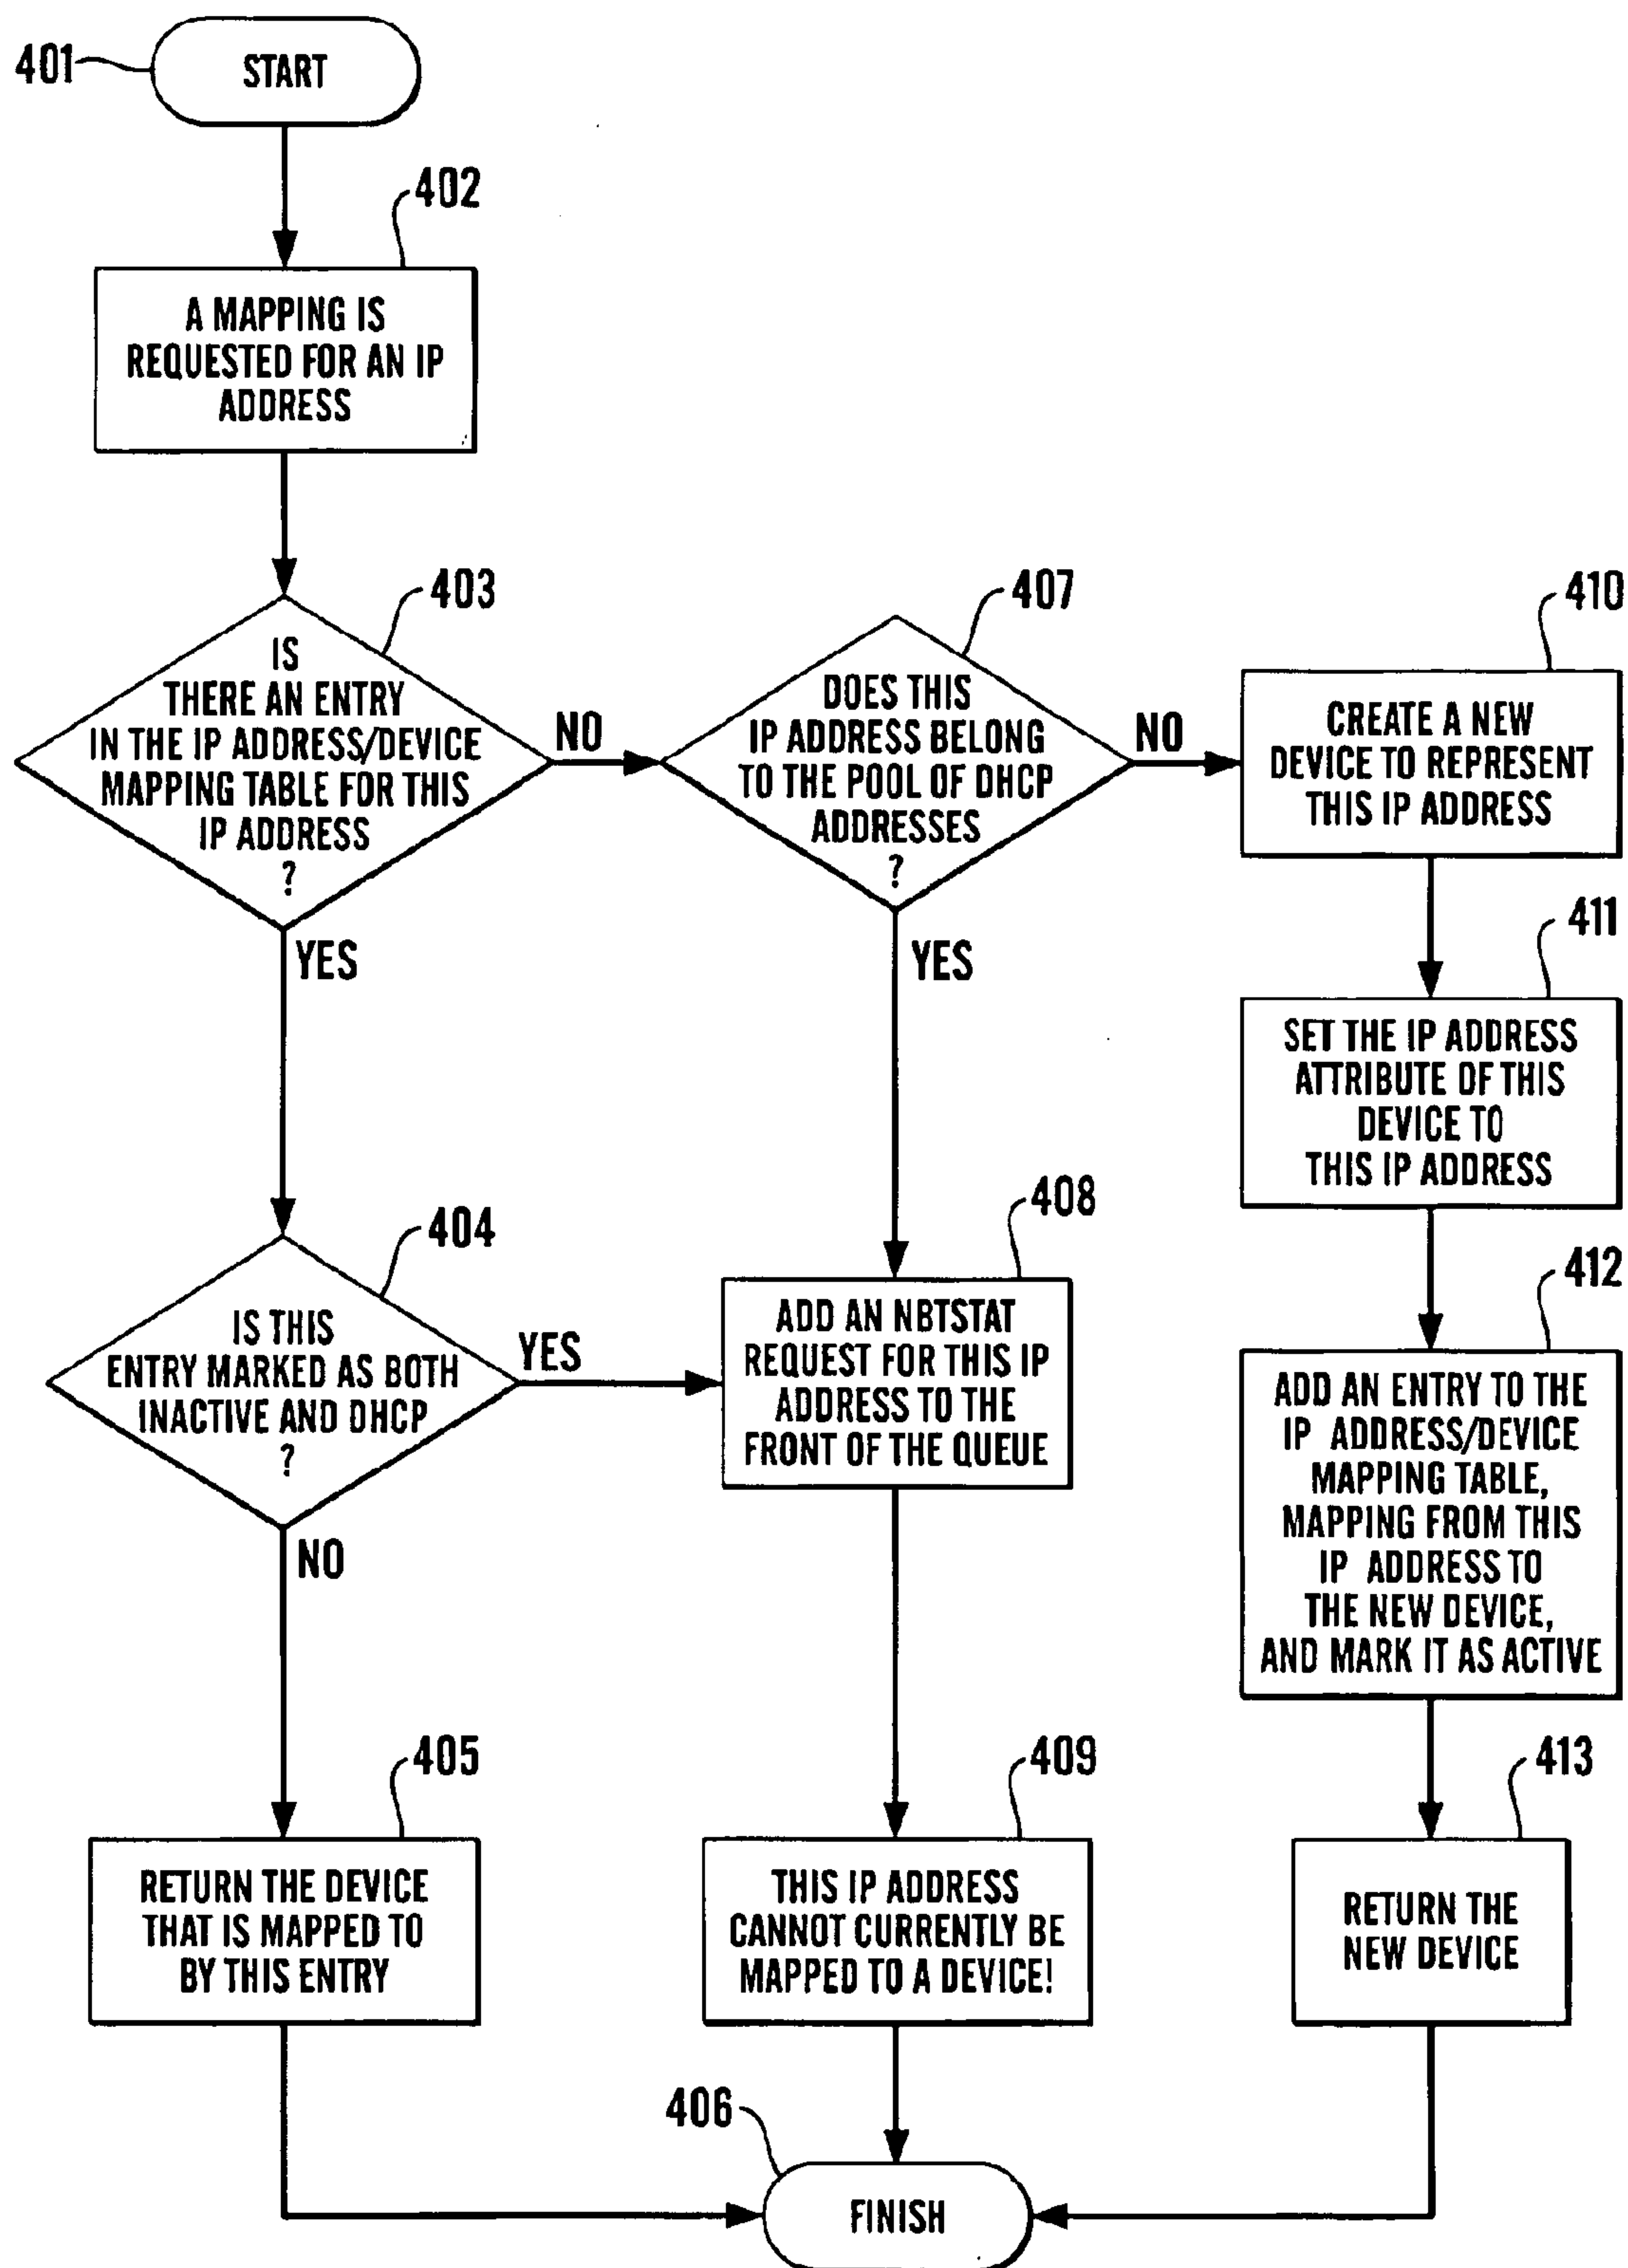 401
START
402
A MAPPING IS
REQUESTED FOR AN IP
ADDRESS
403
IS
THERE AN ENTRY
IN THE IP ADDRESS/DEVICE
MAPPING TABLE FOR THIS
IP ADDRESS
?
NO
YES
407
DOES THIS
IP ADDRESS BELONG
TO THE POOL OF DHCP
ADDRESSES
?
NO
YES
410
CREATE A NEW
DEVICE TO REPRESENT
THIS IP ADDRESS
411
SET THE IP ADDRESS
ATTRIBUTE OF THIS
DEVICE TO
THIS IP ADDRESS
404
IS THIS
ENTRY MARKED AS BOTH
INACTIVE AND DHCP
?
YES
NO
408
ADD AN NBTSTAT
REQUEST FOR THIS IP
ADDRESS TO THE
FRONT OF THE QUEUE
412
ADD AN ENTRY TO THE
IP ADDRESS/DEVICE
MAPPING TABLE,
MAPPING FROM THIS
IP ADDRESS TO
THE NEW DEVICE,
AND MARK IT AS ACTIVE
405
RETURN THE DEVICE
THAT IS MAPPED TO
BY THIS ENTRY
409
THIS IP ADDRESS
CANNOT CURRENTLY BE
MAPPED TO A DEVICE!
413
RETURN THE
NEW DEVICE
406
FINISH